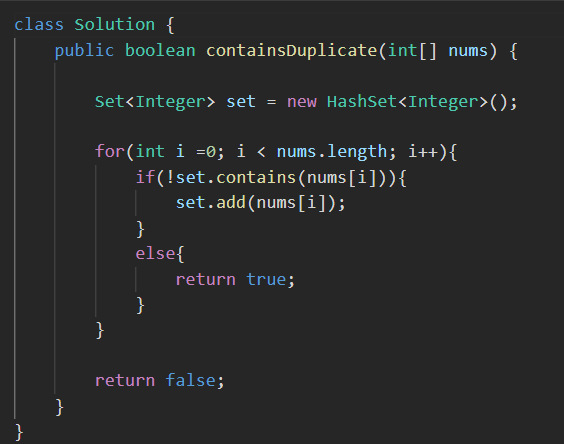 class Solution {
    public boolean containsDuplicate(int[] nums) {
        Set<Integer> set = new HashSet<Integer>();
        for(int i =0; i < nums.length; i++){
            if(!set.contains(nums[i])){
                set.add(nums[i]);
            }
            else{
                return true;
            }
        }
        return false;
    }
}